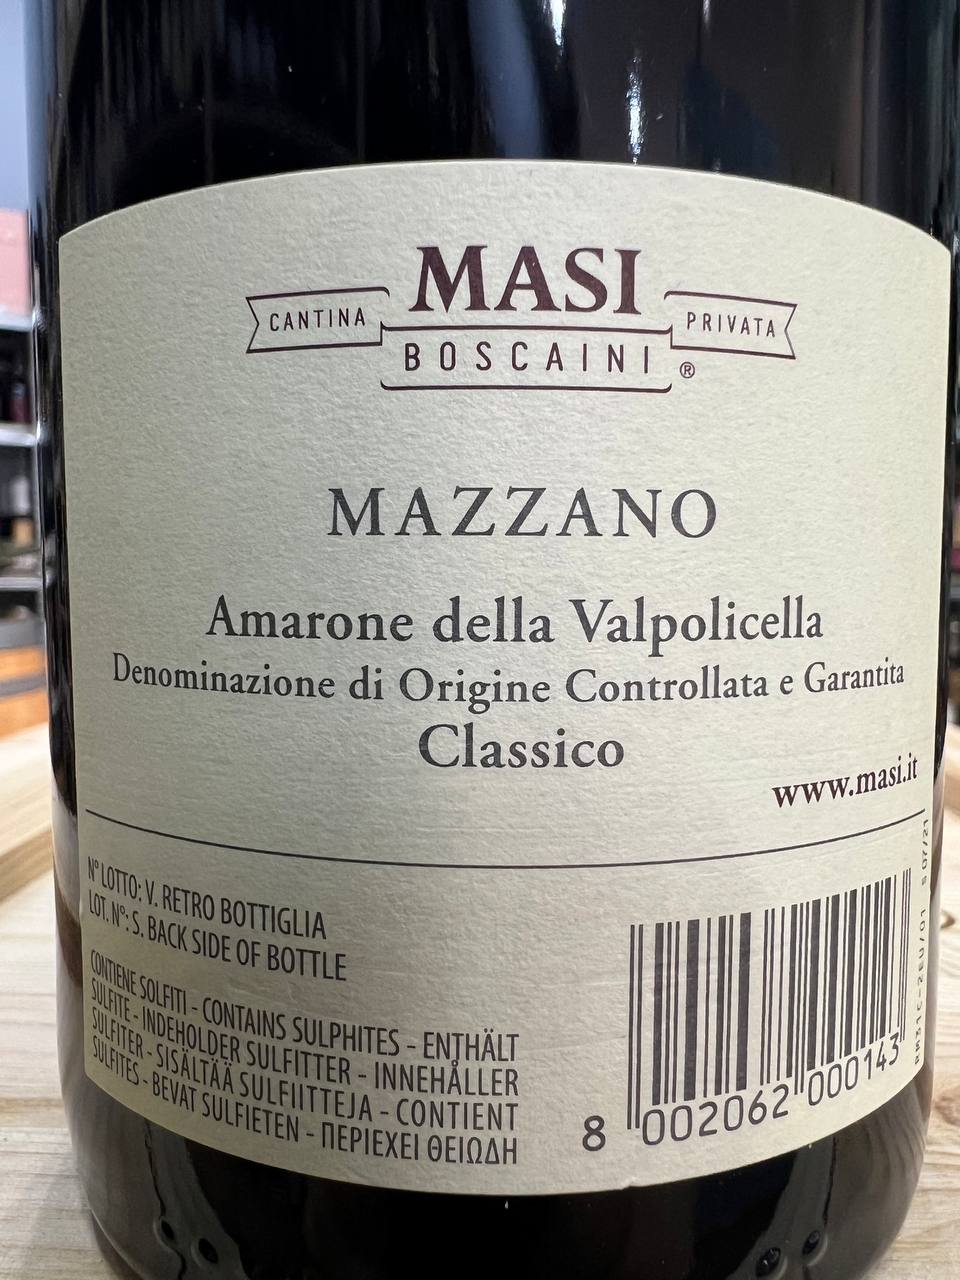 MASI
CANTINA PRIVATA
BOSCAINI ®
MAZZANO
Amarone della Valpolicella
Denominazione di Origine Controllata e Garantita
Classico
www.masi.it
N° LOTTO: V. RETRO BOTTIGLIA
LOT. N°: S. BACK SIDE OF BOTTLE
CONTIENE SOLFITI - CONTAINS SULPHITES - ENTHÄLT
SULFITE - INDEHOLDER SULFITTER - INNEHÅLLER
SULFITER - SISÄLTÄÄ SULFIITTEJA - CONTIENT
SULFITES - BEVAT SULFIETEN - ΠΕΡΙΕΧΕΙ ΘΕΙΩΔΗ
8 002062 000143